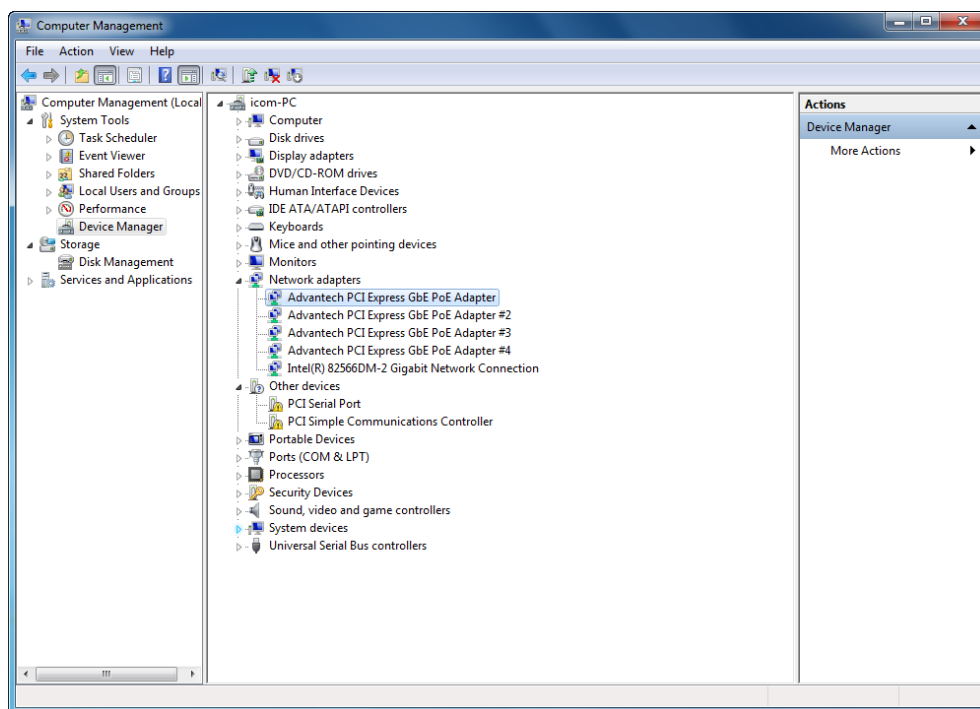 Computer Management
File Action View Help
Computer Management (Local
System Tools
Task Scheduler
Event Viewer
Shared Folders
Local Users and Groups
Performance
Device Manager
Storage
Disk Management
Services and Applications
icom-PC
Computer
Disk drives
Display adapters
DVD/CD-ROM drives
Human Interface Devices
IDE ATA/ATAPI controllers
Keyboards
Mice and other pointing devices
Monitors
Network adapters
Advantech PCI Express GbE PoE Adapter
Advantech PCI Express GbE PoE Adapter #2
Advantech PCI Express GbE PoE Adapter #3
Advantech PCI Express GbE PoE Adapter #4
Intel(R) 82566DM-2 Gigabit Network Connection
Other devices
PCI Serial Port
PCI Simple Communications Controller
Portable Devices
Ports (COM & LPT)
Processors
Security Devices
Sound, video and game controllers
System devices
Universal Serial Bus controllers
Actions
Device Manager
More Actions